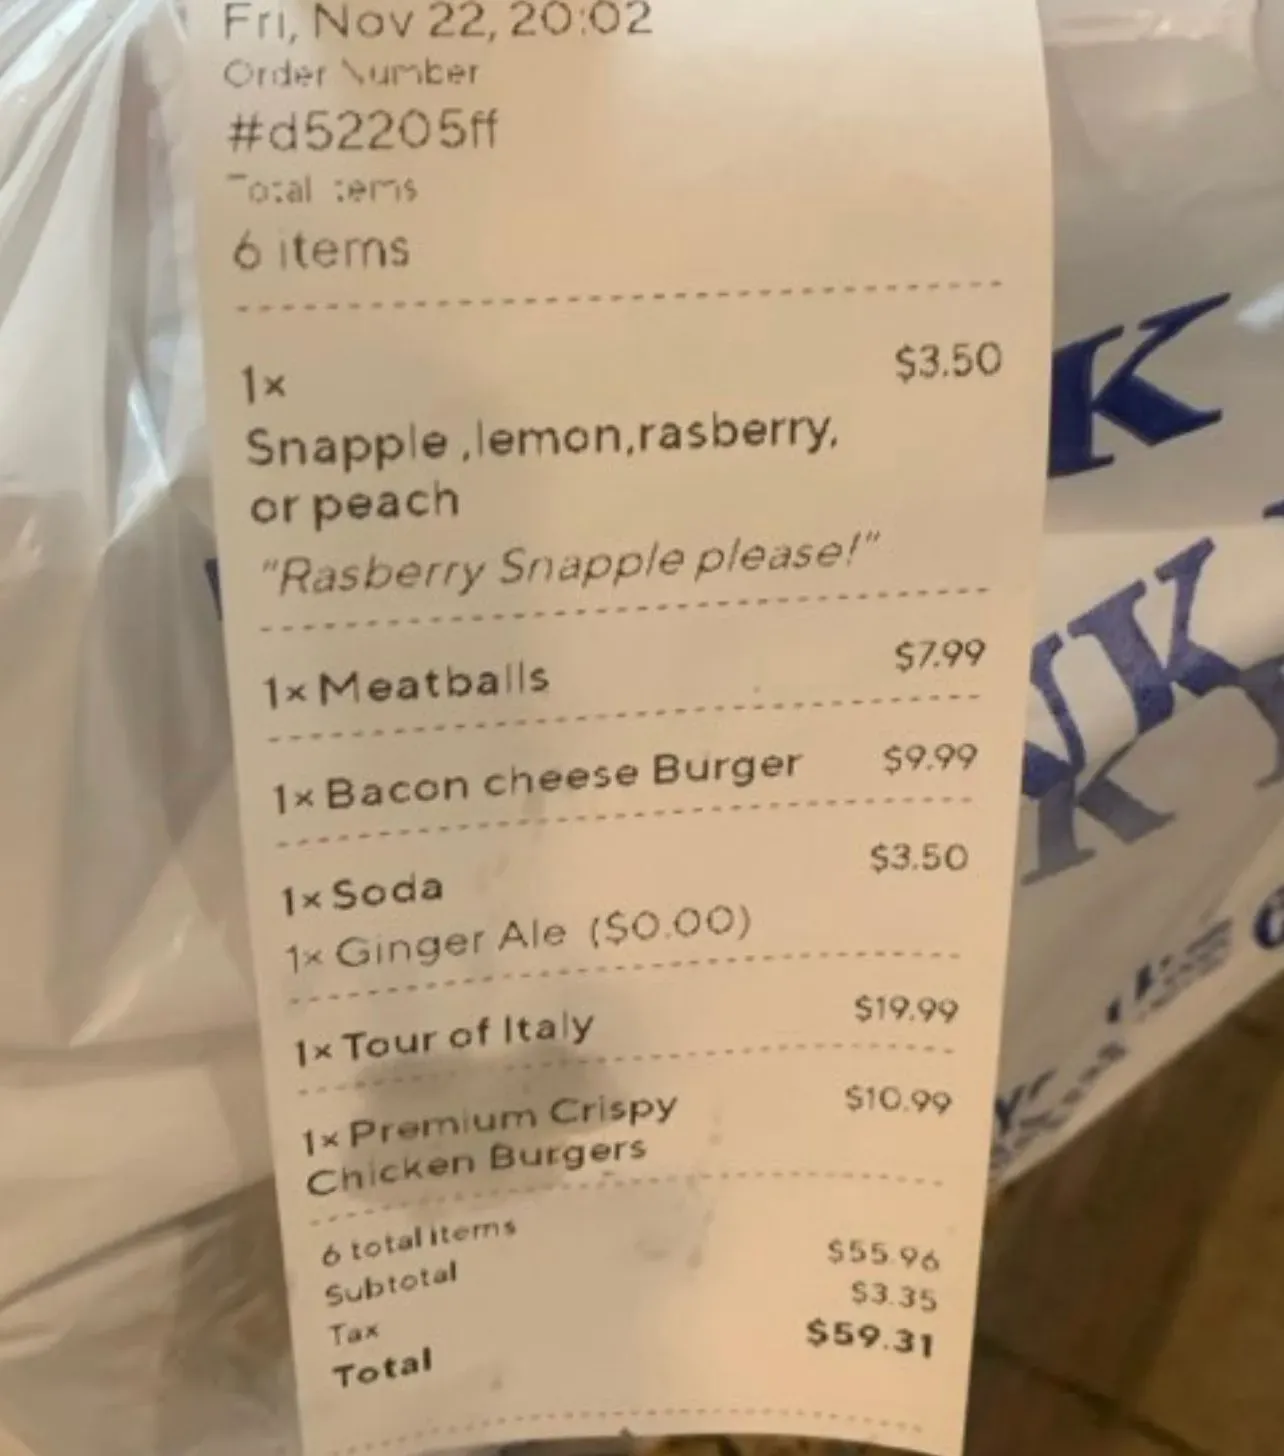 Fri, Nov 22, 20:02
Order Number
#d52205ff
Total items
6 items
1× $3.50
Snapple ,lemon,rasberry,
or peach
"Rasberry Snapple please!"
1× Meatballs $7.99
1× Bacon cheese Burger $9.99
1× Soda $3.50
1× Ginger Ale ($0.00)
1× Tour of Italy $19.99
1× Premium Crispy $10.99
Chicken Burgers
6 total items
Subtotal $55.96
Tax $3.35
Total $59.31